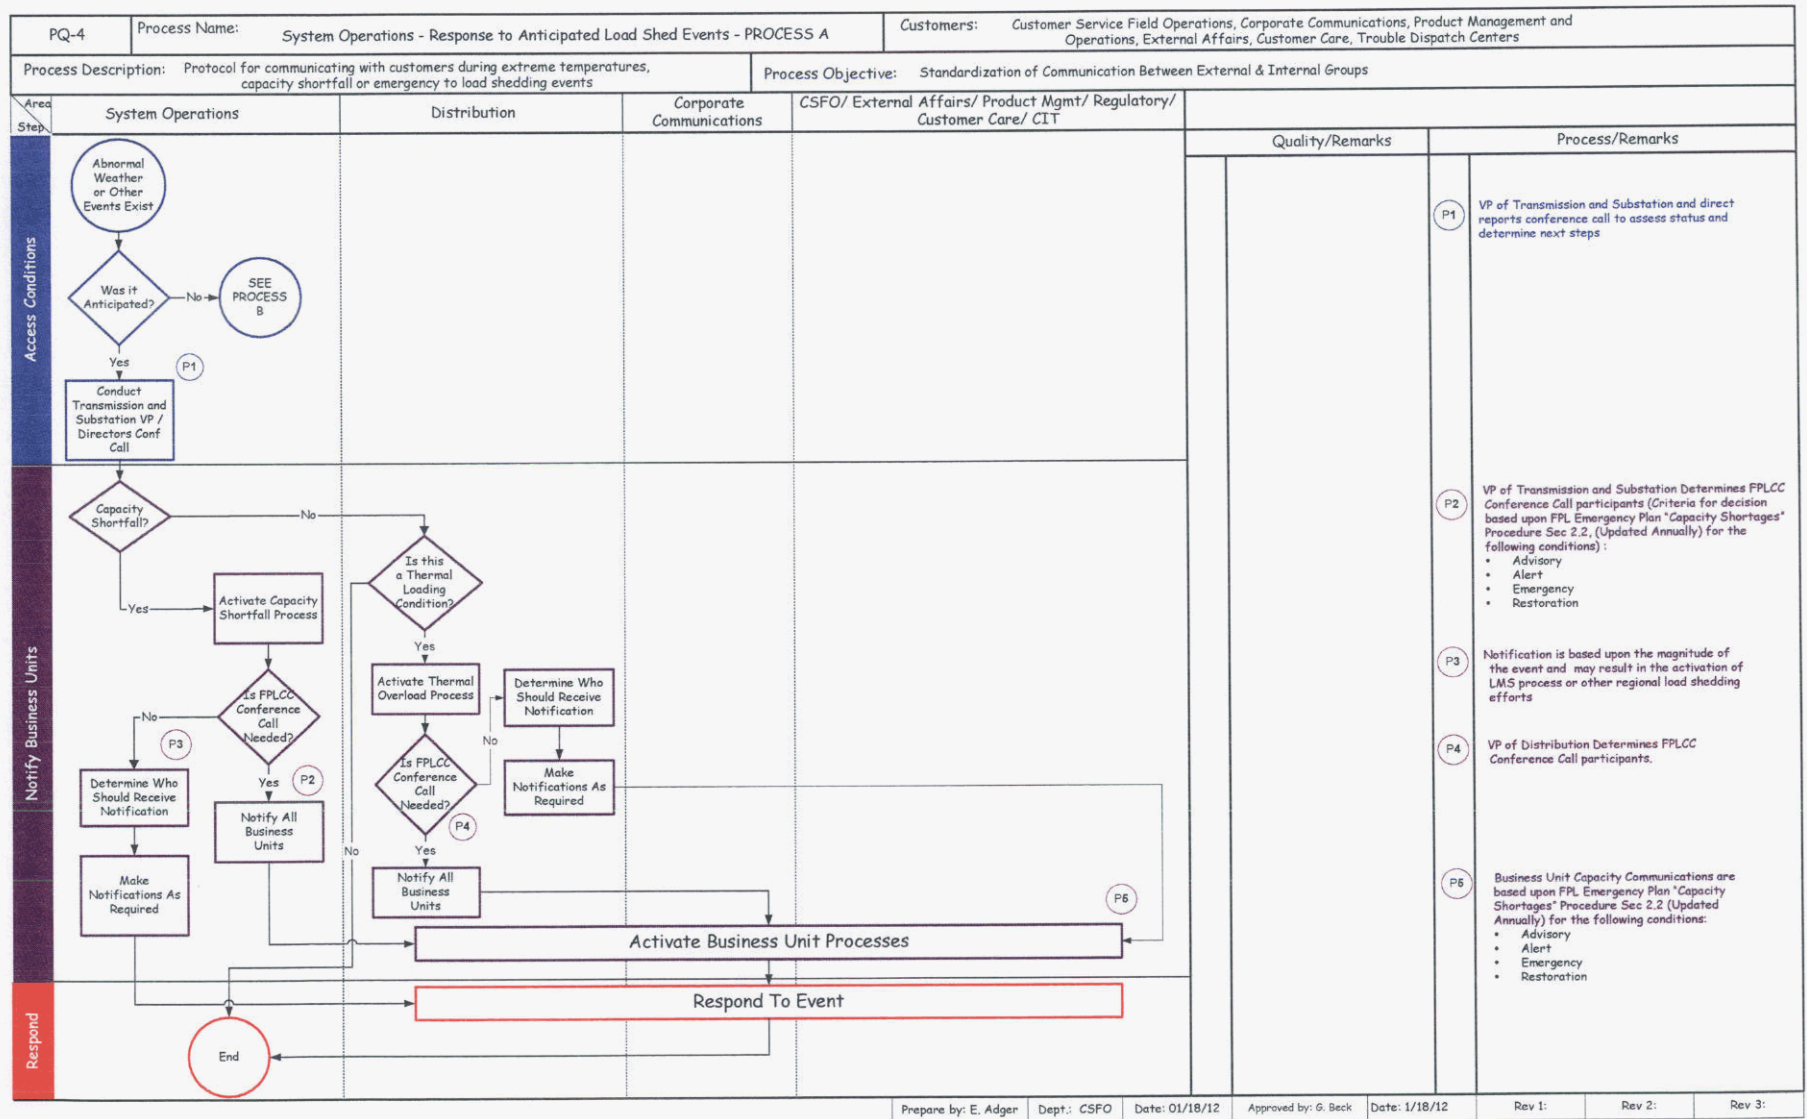 PQ-4
Process Name:
System Operations - Response to Anticipated Load Shed Events - PROCESS A
Customers:
Customer Service Field Operations, Corporate Communications, Product Management and
Operations, External Affairs, Customer Care, Trouble Dispatch Centers
Process Description:
Protocol for communicating with customers during extreme temperatures,
capacity shortfall or emergency to load shedding events
Process Objective:
Standardization of Communication Between External & Internal Groups
Area
Step
System Operations
Distribution
Corporate
Communications
CSFO/ External Affairs/ Product Mgmt/ Regulatory/
Customer Care/ CIT
Quality/Remarks
Process/Remarks
Access Conditions
Abnormal
Weather
or Other
Events Exist
Was it
Anticipated?
No
SEE
PROCESS
B
Yes
P1
Conduct
Transmission and
Substation VP /
Directors Conf
Call
P1
VP of Transmission and Substation and direct
reports conference call to assess status and
determine next steps
Notify Business Units
Capacity
Shortfall?
No
Yes
Activate Capacity
Shortfall Process
Is FPLCC
Conference
Call
Needed?
No
P3
Yes
P2
Determine Who
Should Receive
Notification
Notify All
Business
Units
Make
Notifications As
Required
Is this
a Thermal
Loading
Condition?
Yes
No
Activate Thermal
Overload Process
Determine Who
Should Receive
Notification
No
Is FPLCC
Conference
Call
Needed?
Make
Notifications As
Required
P4
Yes
Notify All
Business
Units
P5
Activate Business Unit Processes
P2
VP of Transmission and Substation Determines FPLCC
Conference Call participants (Criteria for decision
based upon FPL Emergency Plan "Capacity Shortages"
Procedure Sec 2.2, (Updated Annually) for the
following conditions) :
• Advisory
• Alert
• Emergency
• Restoration
P3
Notification is based upon the magnitude of
the event and may result in the activation of
LMS process or other regional load shedding
efforts
P4
VP of Distribution Determines FPLCC
Conference Call participants.
P5
Business Unit Capacity Communications are
based upon FPL Emergency Plan "Capacity
Shortages" Procedure Sec 2.2 (Updated
Annually) for the following conditions:
• Advisory
• Alert
• Emergency
• Restoration
Respond
Respond To Event
End
Prepare by: E. Adger
Dept.: CSFO
Date: 01/18/12
Approved by: G. Beck
Date: 1/18/12
Rev 1:
Rev 2:
Rev 3: